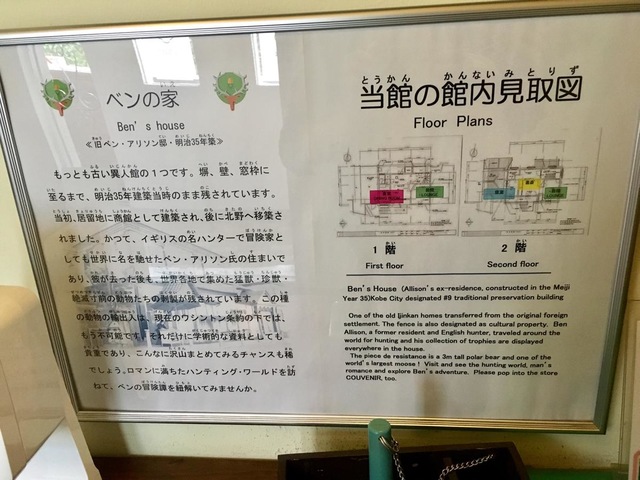 ベンの家
Ben's house
≪旧ベン・アリソン邸・明治35年築≫
もっとも古い異人館の1つです。塀、壁、窓枠に
至るまで、明治35年建築当時のまま残されています。
当初、居留地に商館として建築され、後に北野へ移築さ
れました。かつて、イギリスの名ハンターで冒険家と
しても世界に名を馳せたベン・アリソン氏の住いで
あり、彼が去った後も、世界各地で集めた猛獣・珍獣・
絶滅寸前の動物たちの剥製が残されています。この種
の動物の輸出入は、現在のワシントン条約の下では、
もう不可能です。それだけに学術的な資料としても
貴重であり、こんなに沢山まとめてみるチャンスも稀
でしょう。ロマンに満ちたハンティング・ワールドを訪
ねて、ベンの冒険譚を紐解いてみませんか。
当館の館内見取図
Floor Plans
1階
First floor
2階
Second floor
Ben's House (Allison's ex-residence, constructed in the Meiji
Year 35)Kobe City designated #9 traditional preservation building
One of the old Ijinkan homes transferred from the original foreign
settlement. The fence is also designated as cultural property. Ben
Allison, a former resident and English hunter, traveled around the
world for hunting and his collection of trophies are displayed
everywhere in the house.
The piece de resistance is a 3m tall polar bear and one of the
world's largest moose! Visit and see the hunting world, man's
romance and explore Ben's adventure. Please pop into the store
COUVENIR, too.